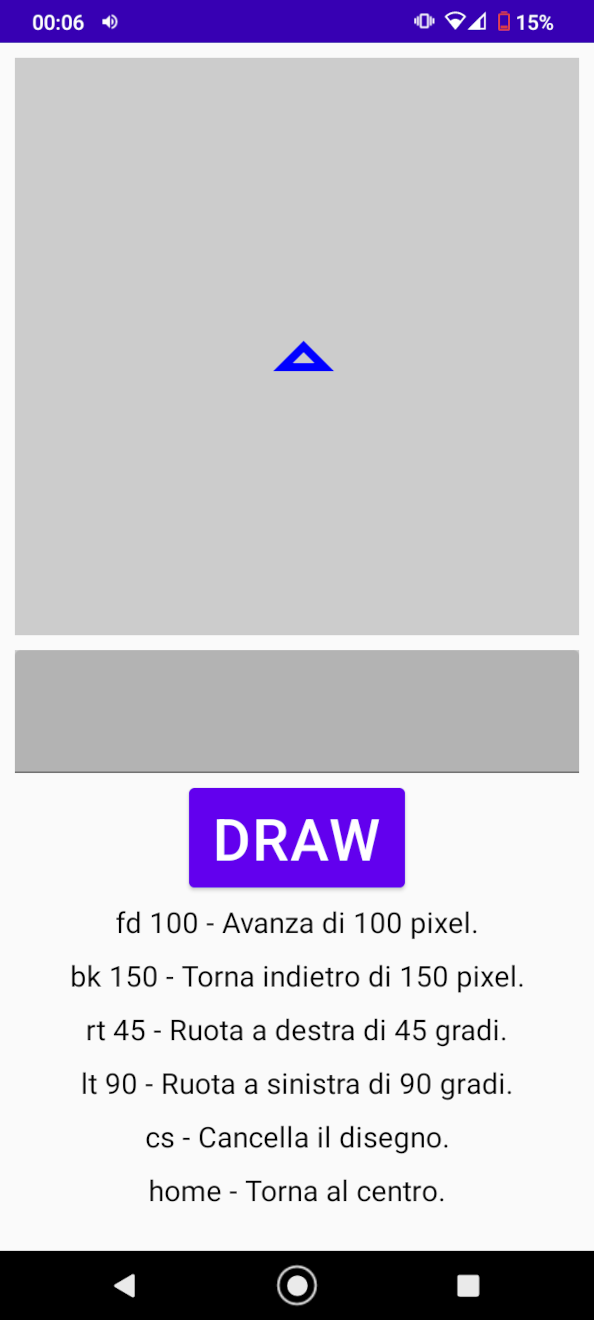 00:06 15%
DRAW
fd 100 - Avanza di 100 pixel.
bk 150 - Torna indietro di 150 pixel.
rt 45 - Ruota a destra di 45 gradi.
lt 90 - Ruota a sinistra di 90 gradi.
cs - Cancella il disegno.
home - Torna al centro.